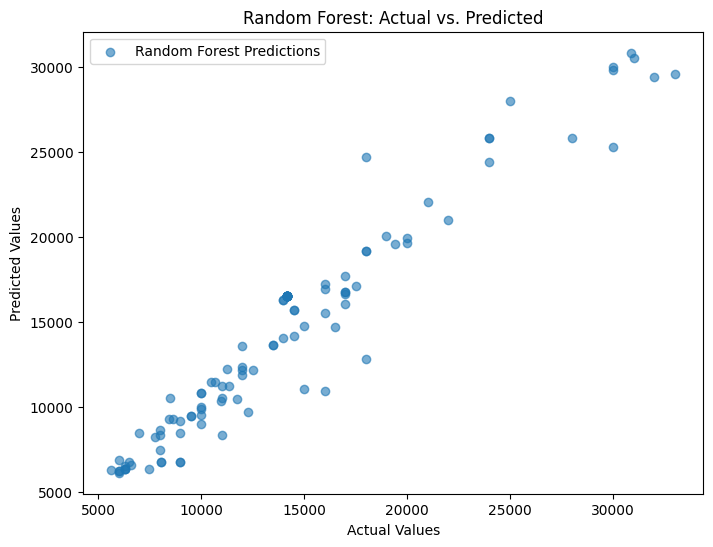 Random Forest: Actual vs. Predicted
Random Forest Predictions
30000
25000
20000
15000
10000
5000
Predicted Values
5000 10000 15000 20000 25000 30000
Actual Values